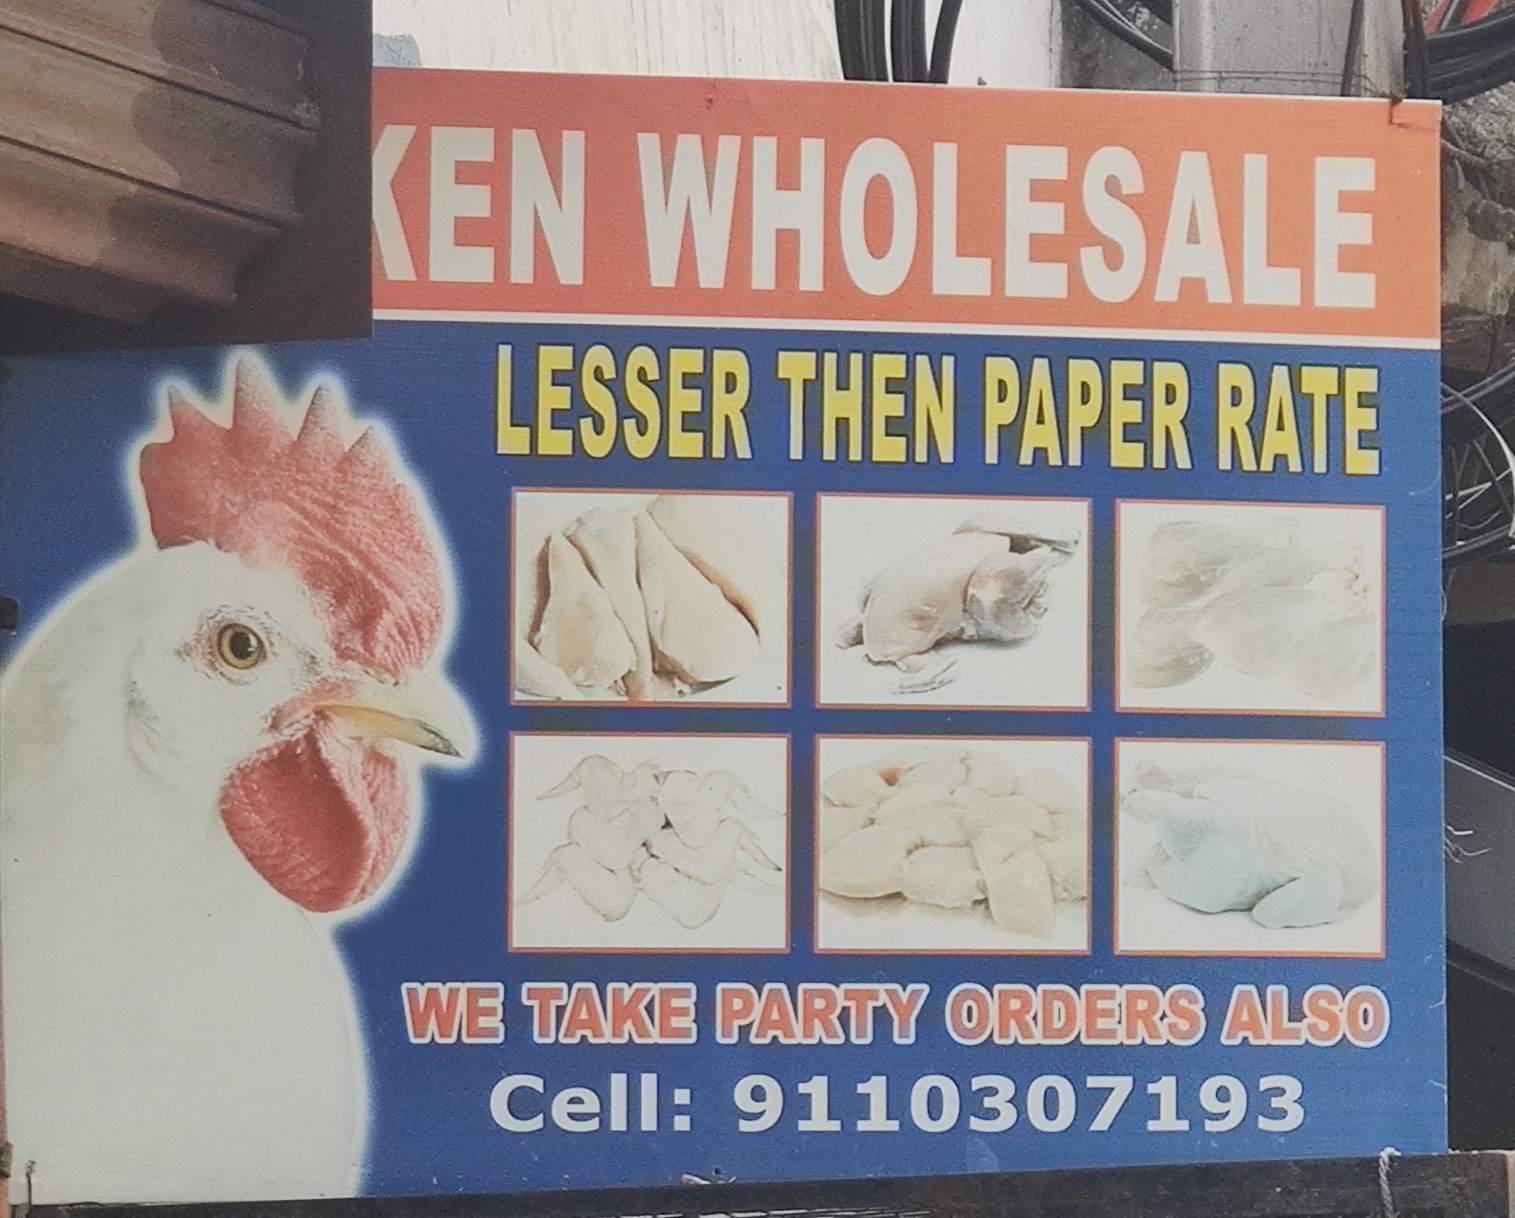 KEN WHOLESALE
LESSER THEN PAPER RATE
WE TAKE PARTY ORDERS ALSO
Cell: 9110307193